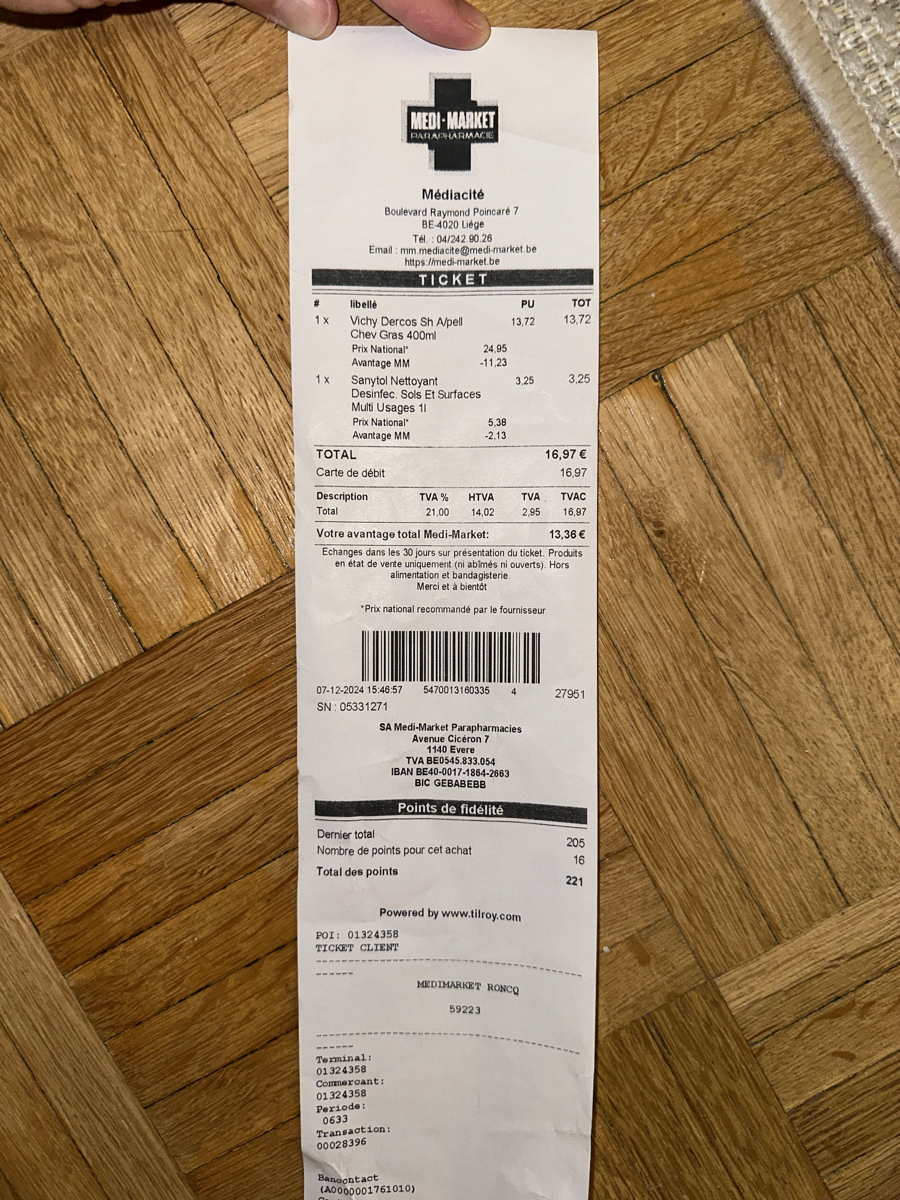 MEDI-MARKET
PARAPHARMACIE
Médiacité
Boulevard Raymond Poincaré 7
BE-4020 Liège
Tél. : 04/242.90.26
Email : mm.mediacite@medi-market.be
https://medi-market.be
TICKET
# libellé PU TOT
1 x Vichy Dercos Sh A/pell 13,72 13,72
Chev Gras 400ml
Prix National* 24,95
Avantage MM -11,23
1 x Sanytol Nettoyant 3,25 3,25
Desinfec. Sols Et Surfaces
Multi Usages 1l
Prix National* 5,38
Avantage MM -2,13
TOTAL 16,97 €
Carte de débit 16,97
Description TVA % HTVA TVA TVAC
Total 21,00 14,02 2,95 16,97
Votre avantage total Medi-Market: 13,36 €
Echanges dans les 30 jours sur présentation du ticket. Produits
en état de vente uniquement (ni abîmés ni ouverts). Hors
alimentation et bandagisterie.
Merci et à bientôt
*Prix national recommandé par le fournisseur
07-12-2024 15:46:57 5470013160335 4 27951
SN : 05331271
SA Medi-Market Parapharmacies
Avenue Cicéron 7
1140 Evere
TVA BE0545.833.054
IBAN BE40-0017-1864-2663
BIC GEBABEBB
Points de fidélité
Dernier total 205
Nombre de points pour cet achat 16
Total des points 221
Powered by www.tilroy.com
POI: 01324358
TICKET CLIENT
------------------------------------------
------
MEDIMARKET RONCQ
59223
------------------------------------------
------
Terminal:
01324358
Commercant:
01324358
Periode:
0633
Transaction:
00028396
Bancontact
(A0000001761010)